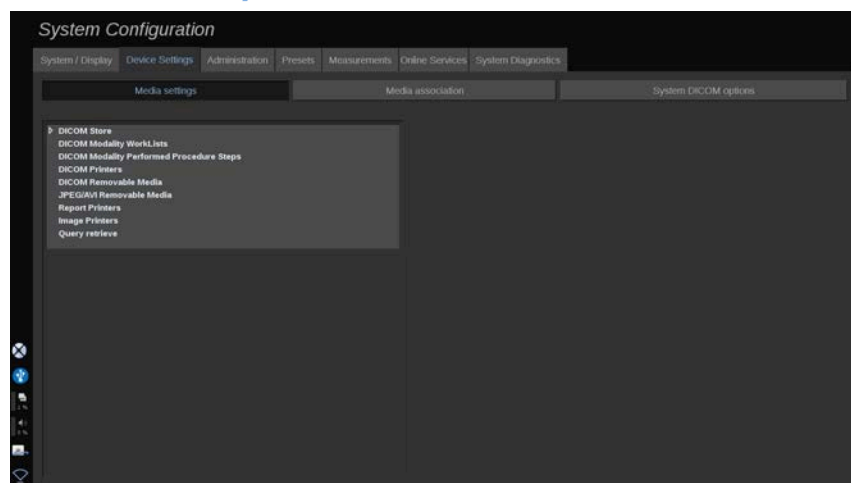 System Configuration
System / Display Device Settings Administration Presets Measurements Online Services System Diagnostics
Media settings Media association System DICOM options
DICOM Store
DICOM Modality WorkLists
DICOM Modality Performed Procedure Steps
DICOM Printers
DICOM Removable Media
JPEG/AVI Removable Media
Report Printers
Image Printers
Query retrieve